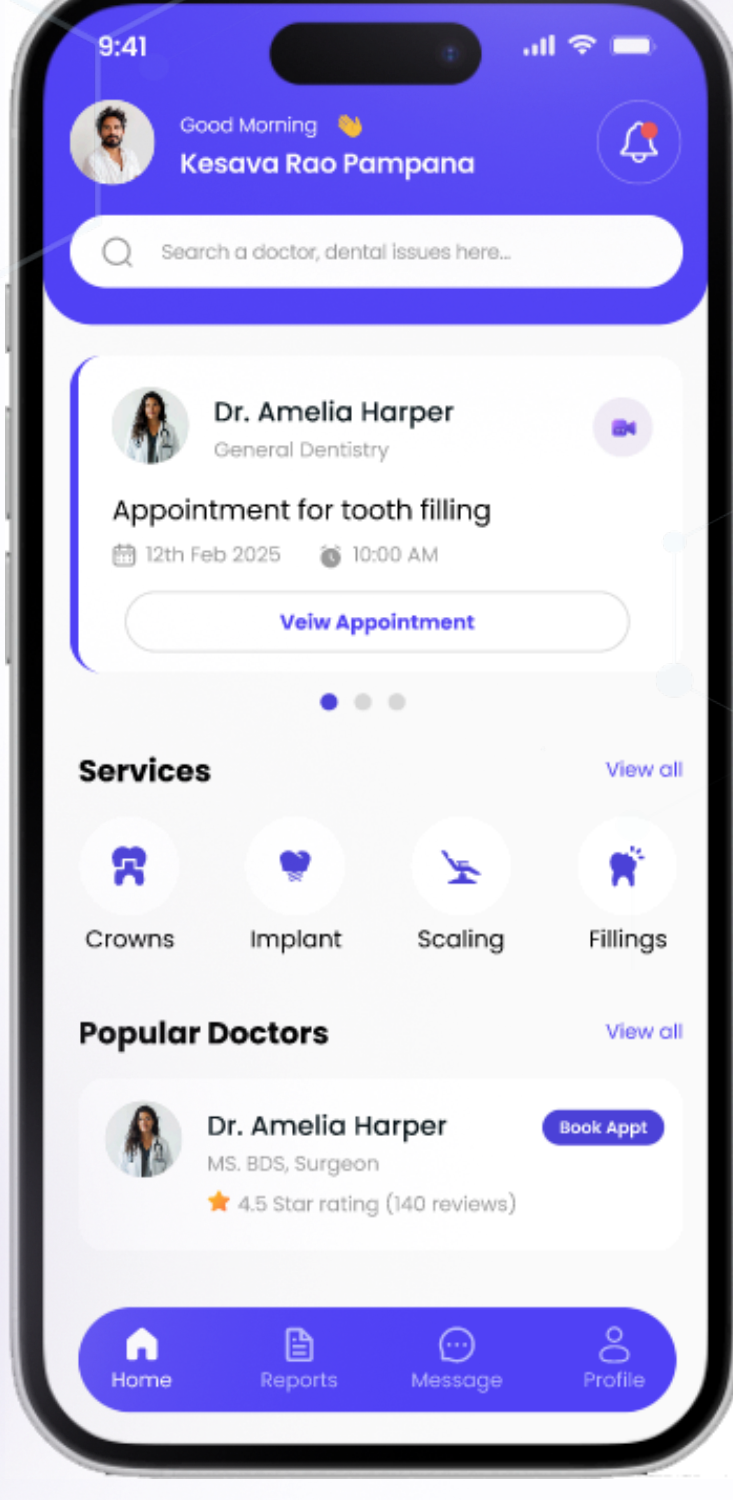 9:41
Good Morning 👋
Kesava Rao Pampana
Search a doctor, dental issues here...
Dr. Amelia Harper
General Dentistry
Appointment for tooth filling
12th Feb 2025 10:00 AM
Veiw Appointment
Services View all
Crowns Implant Scaling Fillings
Popular Doctors View all
Dr. Amelia Harper Book Appt
MS. BDS, Surgeon
4.5 Star rating (140 reviews)
Home Reports Message Profile